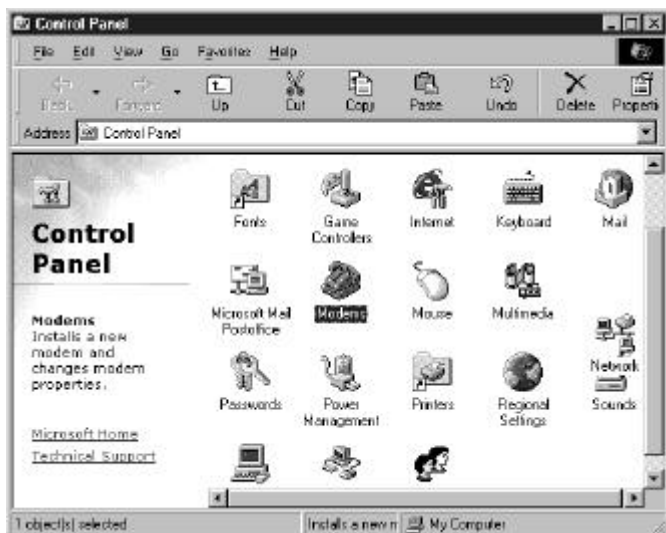 Control Panel
File Edit View Go Favorites Help
Back Forward Up Cut Copy Paste Undo Delete Properti
Address Control Panel
Control
Panel
Modems
Installs a new
modem and
changes modem
properties.
Microsoft Home
Technical Support
Fonts Game Controllers Internet Keyboard Mail
Microsoft Mail Postoffice Modems Mouse Multimedia Network
Passwords Power Management Printers Regional Settings Sounds
1 object(s) selected Installs a new m My Computer